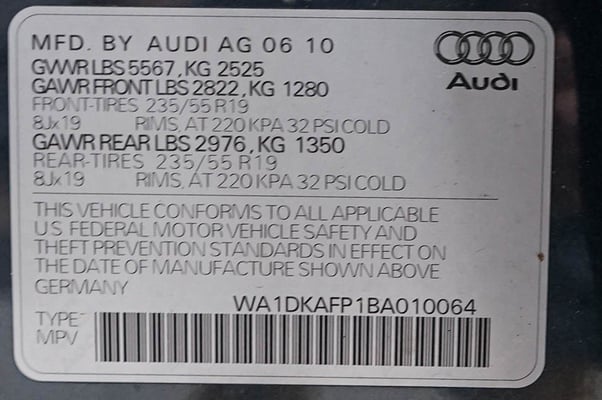 MFD. BY AUDI AG 06 10
Audi
GVWR LBS 5567, KG 2525
GAWR FRONT LBS 2822, KG 1280
FRONT-TIRES 235/55 R19
8Jx19 RIMS, AT 220 KPA 32 PSI COLD
GAWR REAR LBS 2976, KG 1350
REAR-TIRES 235/55 R19
8Jx19 RIMS, AT 220 KPA 32 PSI COLD
THIS VEHICLE CONFORMS TO ALL APPLICABLE
U.S. FEDERAL MOTOR VEHICLE SAFETY AND
THEFT PREVENTION STANDARDS IN EFFECT ON
THE DATE OF MANUFACTURE SHOWN ABOVE
GERMANY
WA1DKAFP1BA010064
TYPE
MPV